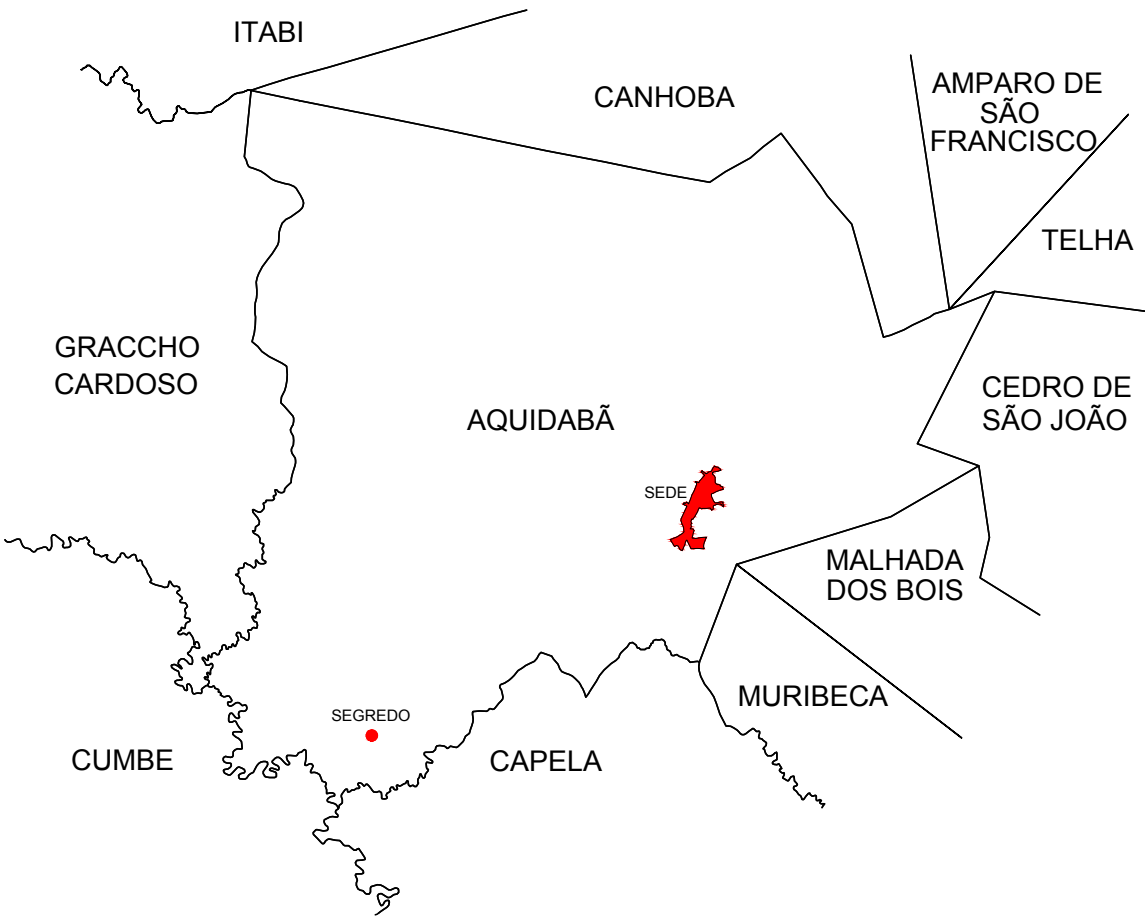 ITABI
CANHOBA
AMPARO DE
SÃO
FRANCISCO
TELHA
GRACCHO
CARDOSO
CEDRO DE
SÃO JOÃO
AQUIDABÃ
SEDE
MALHADA
DOS BOIS
MURIBECA
SEGREDO
CUMBE
CAPELA